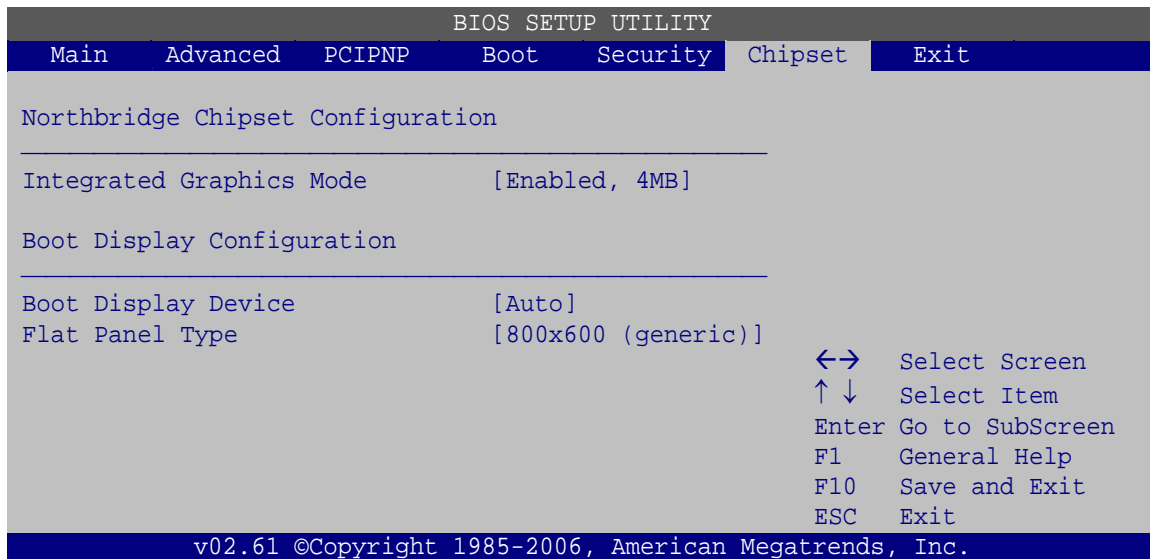 BIOS SETUP UTILITY
Main Advanced PCIPNP Boot Security Chipset Exit
Northbridge Chipset Configuration
Integrated Graphics Mode [Enabled, 4MB]
Boot Display Configuration
Boot Display Device [Auto]
Flat Panel Type [800x600 (generic)]
←→ Select Screen
↑ ↓ Select Item
Enter Go to SubScreen
F1 General Help
F10 Save and Exit
ESC Exit
v02.61 ©Copyright 1985-2006, American Megatrends, Inc.